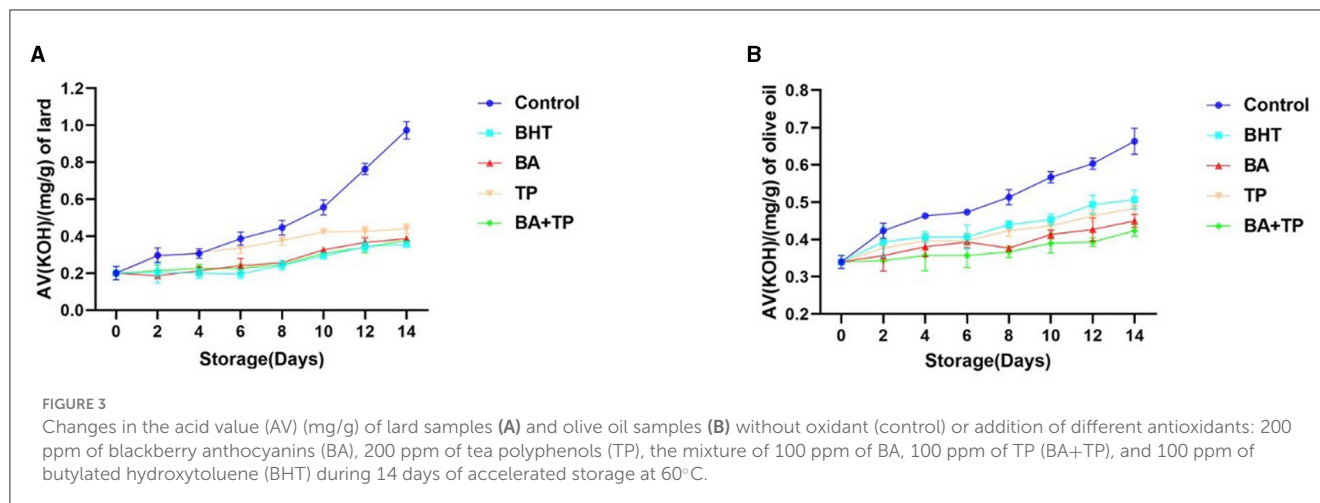 A
AV(KOH)/(mg/g) of lard
1.2
1.0
0.8
0.6
0.4
0.2
0.0
0 2 4 6 8 10 12 14
Storage(Days)
Control
BHT
BA
TP
BA+TP
B
AV(KOH)/(mg/g) of olive oil
0.8
0.7
0.6
0.5
0.4
0.3
0.2
0 2 4 6 8 10 12 14
Storage(Days)
Control
BHT
BA
TP
BA+TP
FIGURE 3
Changes in the acid value (AV) (mg/g) of lard samples (A) and olive oil samples (B) without oxidant (control) or addition of different antioxidants: 200
ppm of blackberry anthocyanins (BA), 200 ppm of tea polyphenols (TP), the mixture of 100 ppm of BA, 100 ppm of TP (BA+TP), and 100 ppm of
butylated hydroxytoluene (BHT) during 14 days of accelerated storage at 60°C.